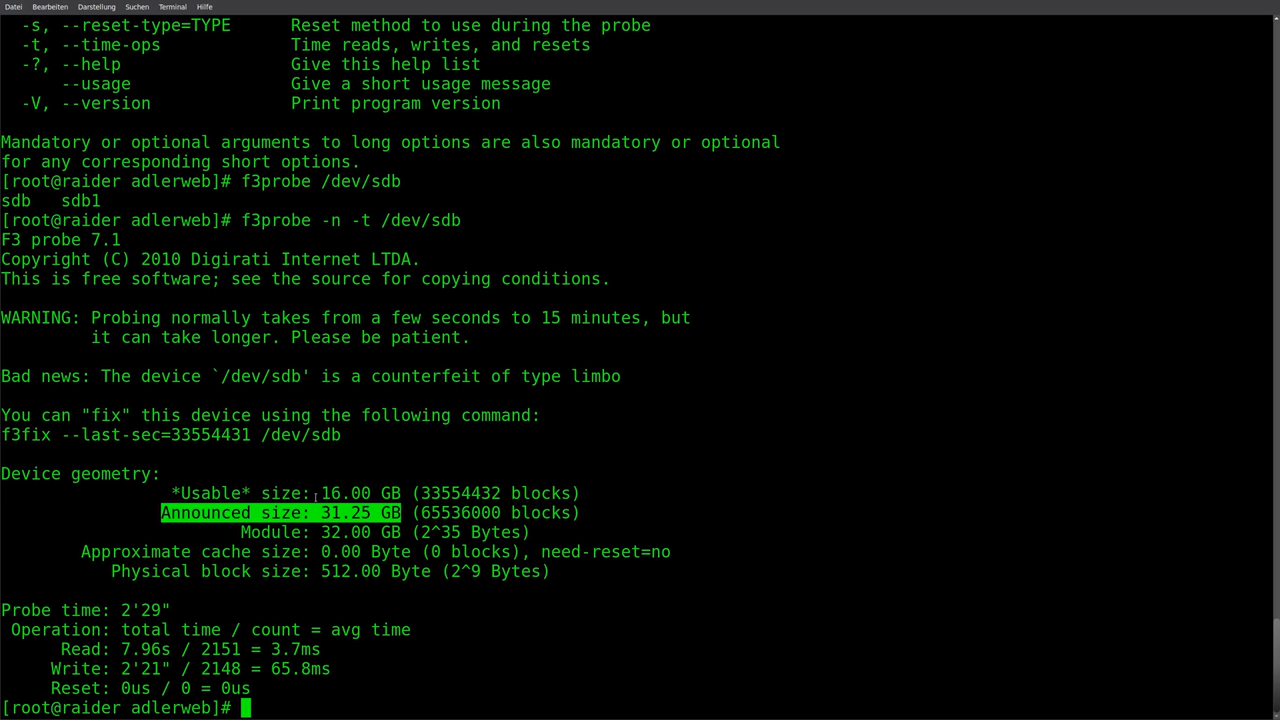 Datei Bearbeiten Darstellung Suchen Terminal Hilfe
-s, --reset-type=TYPE Reset method to use during the probe
-t, --time-ops Time reads, writes, and resets
-?, --help Give this help list
--usage Give a short usage message
-V, --version Print program version
Mandatory or optional arguments to long options are also mandatory or optional
for any corresponding short options.
[root@raider adlerweb]# f3probe /dev/sdb
sdb sdb1
[root@raider adlerweb]# f3probe -n -t /dev/sdb
F3 probe 7.1
Copyright (C) 2010 Digirati Internet LTDA.
This is free software; see the source for copying conditions.
WARNING: Probing normally takes from a few seconds to 15 minutes, but
it can take longer. Please be patient.
Bad news: The device `/dev/sdb' is a counterfeit of type limbo
You can "fix" this device using the following command:
f3fix --last-sec=33554431 /dev/sdb
Device geometry:
*Usable* size: 16.00 GB (33554432 blocks)
Announced size: 31.25 GB (65536000 blocks)
Module: 32.00 GB (2^35 Bytes)
Approximate cache size: 0.00 Byte (0 blocks), need-reset=no
Physical block size: 512.00 Byte (2^9 Bytes)
Probe time: 2'29"
Operation: total time / count = avg time
Read: 7.96s / 2151 = 3.7ms
Write: 2'21" / 2148 = 65.8ms
Reset: 0us / 0 = 0us
[root@raider adlerweb]#